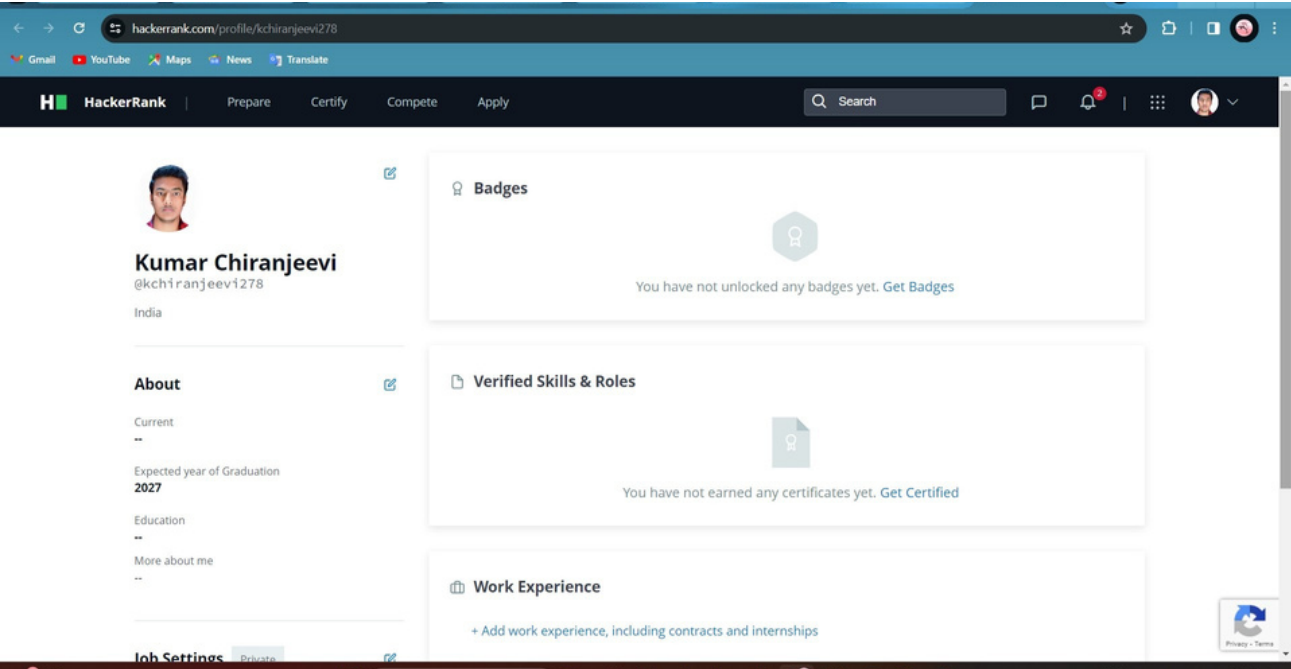 hackerrank.com/profile/kchiranjeevi278
Gmail YouTube Maps News Translate
H HackerRank | Prepare Certify Compete Apply Search 2 |
Kumar Chiranjeevi
@kchiranjeevi278
India
About
Current
--
Expected year of Graduation
2027
Education
--
More about me
--
Job Settings Private
Badges
You have not unlocked any badges yet. Get Badges
Verified Skills & Roles
You have not earned any certificates yet. Get Certified
Work Experience
+ Add work experience, including contracts and internships
Privacy - Terms